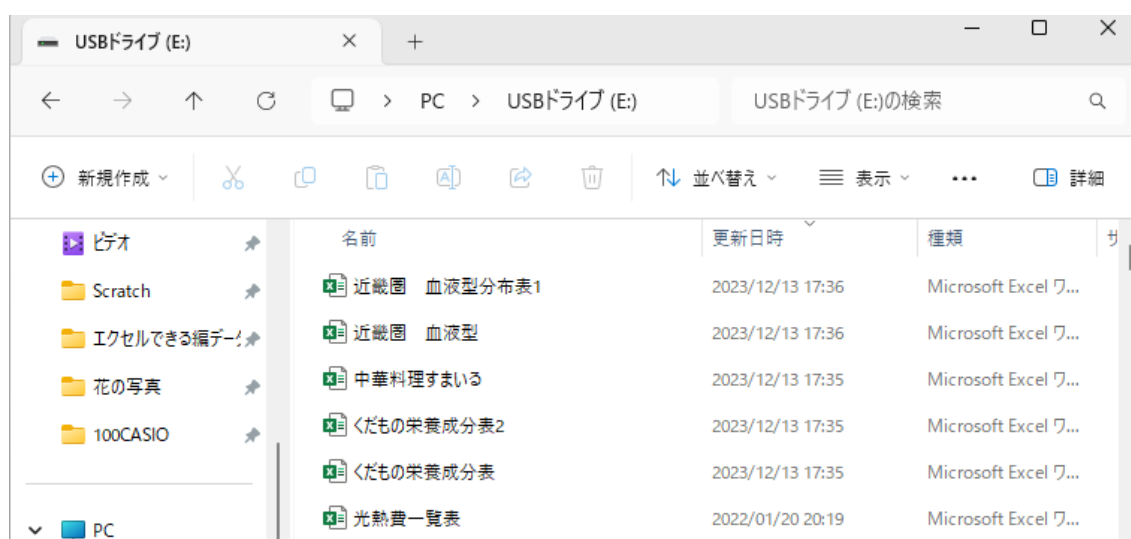 USBドライブ (E:)
PC > USBドライブ (E:)
USBドライブ (E:)の検索
新規作成
並べ替え
表示
詳細
ビデオ
Scratch
エクセルできる編データ
花の写真
100CASIO
PC
名前 更新日時 種類 サ
近畿圏　血液型分布表1 2023/12/13 17:36 Microsoft Excel ワ...
近畿圏　血液型 2023/12/13 17:36 Microsoft Excel ワ...
中華料理すまいる 2023/12/13 17:35 Microsoft Excel ワ...
くだもの栄養成分表2 2023/12/13 17:35 Microsoft Excel ワ...
くだもの栄養成分表 2023/12/13 17:35 Microsoft Excel ワ...
光熱費一覧表 2022/01/20 20:19 Microsoft Excel ワ...